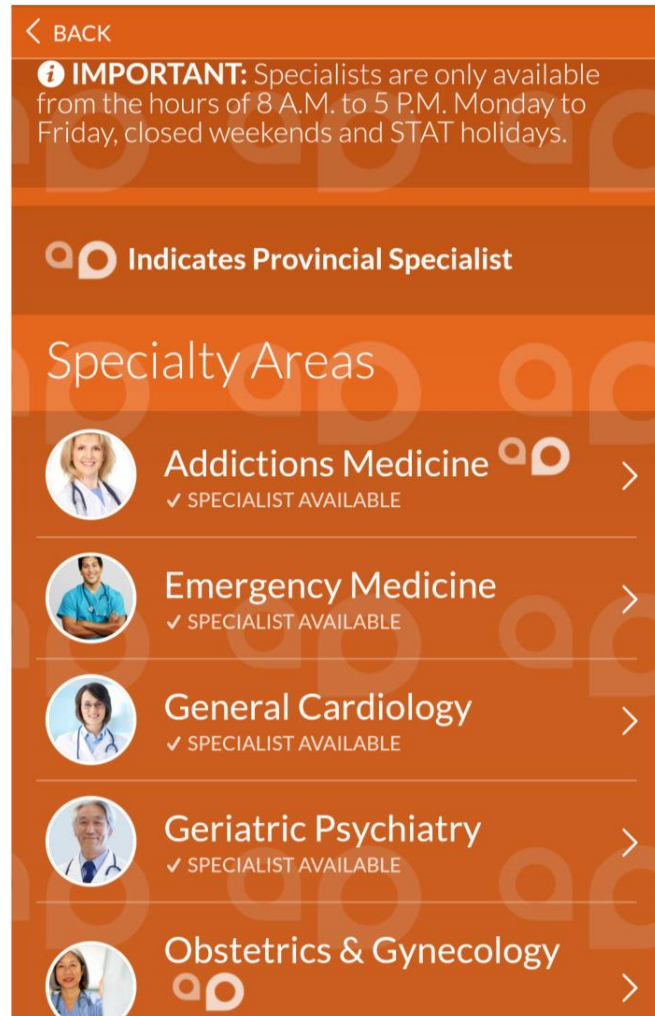 BACK
IMPORTANT: Specialists are only available
from the hours of 8 A.M. to 5 P.M. Monday to
Friday, closed weekends and STAT holidays.
Indicates Provincial Specialist
Specialty Areas
Addictions Medicine
✓ SPECIALIST AVAILABLE
Emergency Medicine
✓ SPECIALIST AVAILABLE
General Cardiology
✓ SPECIALIST AVAILABLE
Geriatric Psychiatry
✓ SPECIALIST AVAILABLE
Obstetrics & Gynecology